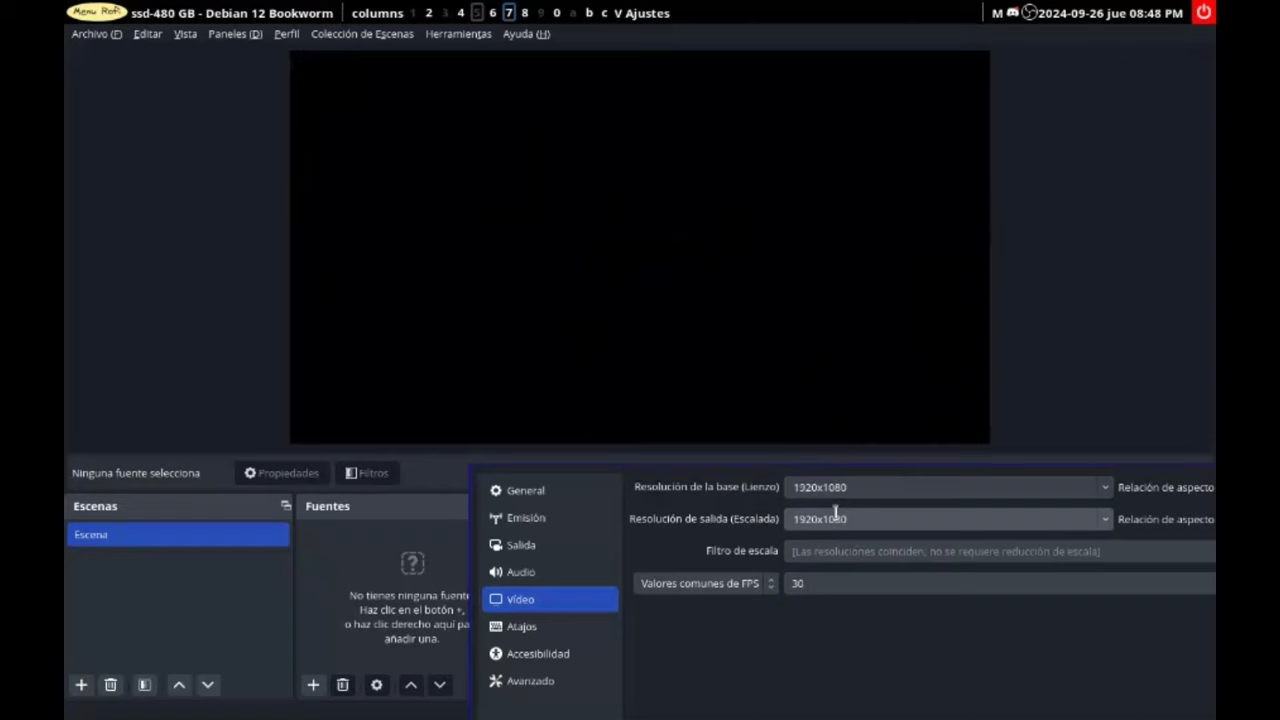 Menu Rofi ssd-480 GB - Debian 12 Bookworm columns 1 2 3 4 5 6 7 8 9 0 a b c V Ajustes M 2024-09-26 jue 08:48 PM
Archivo (F) Editar Vista Paneles (D) Perfil Colección de Escenas Herramientas Ayuda (H)
Ninguna fuente selecciona Propiedades Filtros
Escenas
Escena
Fuentes
No tienes ninguna fuente
Haz clic en el botón +,
o haz clic derecho aquí pa
añadir una.
General
Emisión
Salida
Audio
Vídeo
Atajos
Accesibilidad
Avanzado
Resolución de la base (Lienzo) 1920x1080 Relación de aspecto
Resolución de salida (Escalada) 1920x1080 Relación de aspecto
Filtro de escala [Las resoluciones coinciden, no se requiere reducción de escala]
Valores comunes de FPS 30